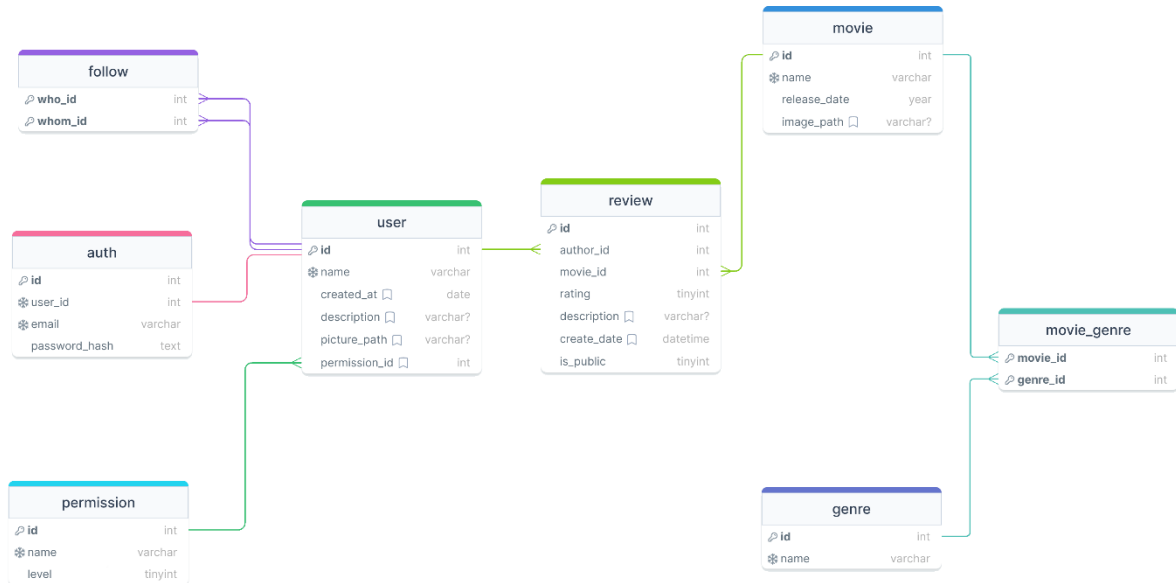 follow
who_id int
whom_id int
auth
id int
user_id int
email varchar
password_hash text
permission
id int
name varchar
level tinyint
user
id int
name varchar
created_at date
description varchar?
picture_path varchar?
permission_id int
review
id int
author_id int
movie_id int
rating tinyint
description varchar?
create_date datetime
is_public tinyint
movie
id int
name varchar
release_date year
image_path varchar?
genre
id int
name varchar
movie_genre
movie_id int
genre_id int